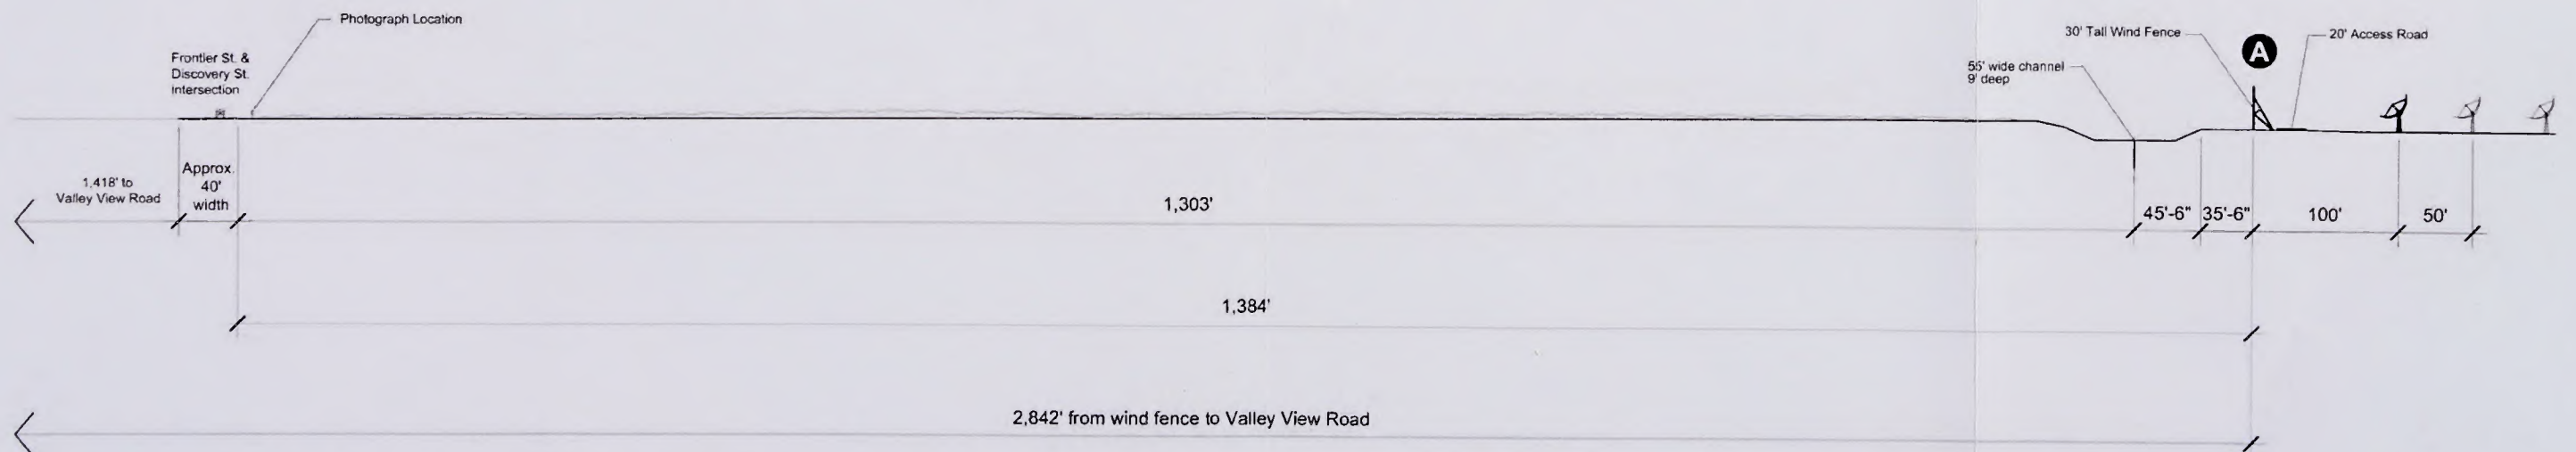 Photograph Location
Frontier St. &
Discovery St.
Intersection
30' Tall Wind Fence
A
20' Access Road
55' wide channel
9' deep
1,418' to
Valley View Road
Approx.
40'
width
1,303'
45'-6"
35'-6"
100'
50'
1,384'
2,842' from wind fence to Valley View Road